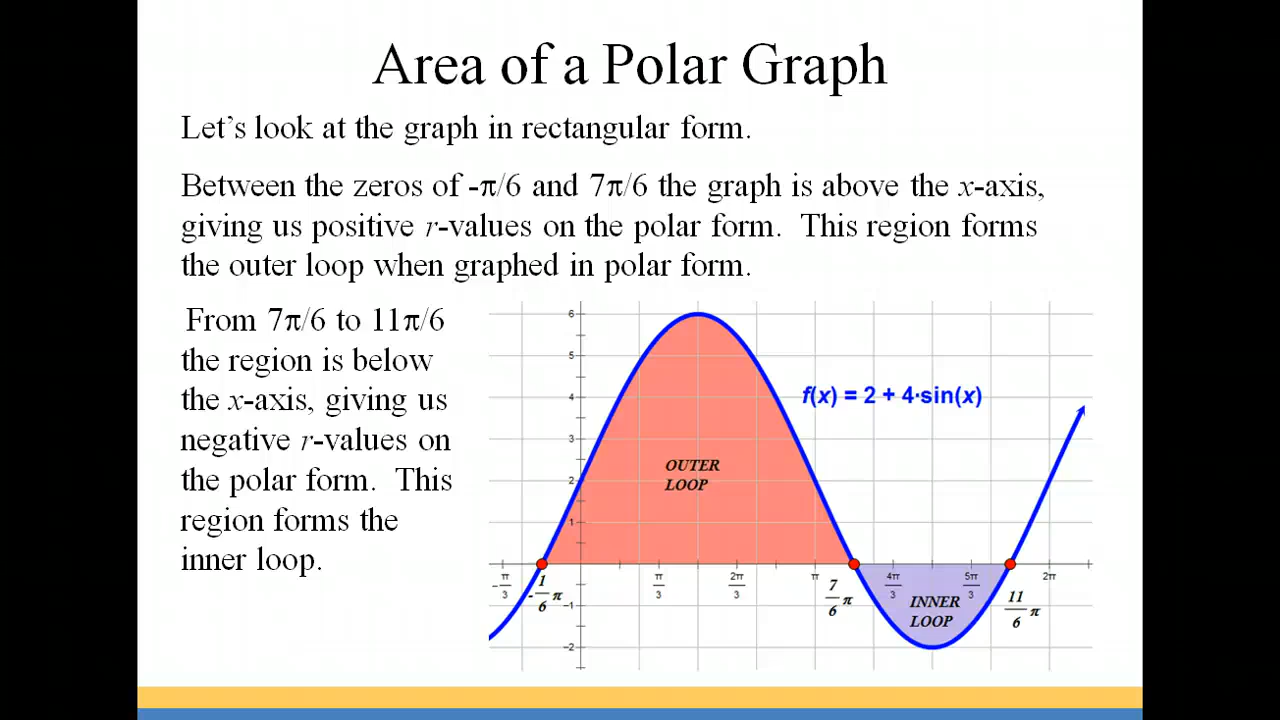 Area of a Polar Graph
Let's look at the graph in rectangular form.
Between the zeros of -π/6 and 7π/6 the graph is above the x-axis,
giving us positive r-values on the polar form.  This region forms
the outer loop when graphed in polar form.
From 7π/6 to 11π/6
the region is below
the x-axis, giving us
negative r-values on
the polar form.  This
region forms the
inner loop.
6
5
4
3
2
1
−1
−2
f(x) = 2 + 4·sin(x)
OUTER
LOOP
−π/3
π/3
2π/3
π
4π/3
5π/3
2π
-1/6 π
7/6 π
11/6 π
INNER
LOOP